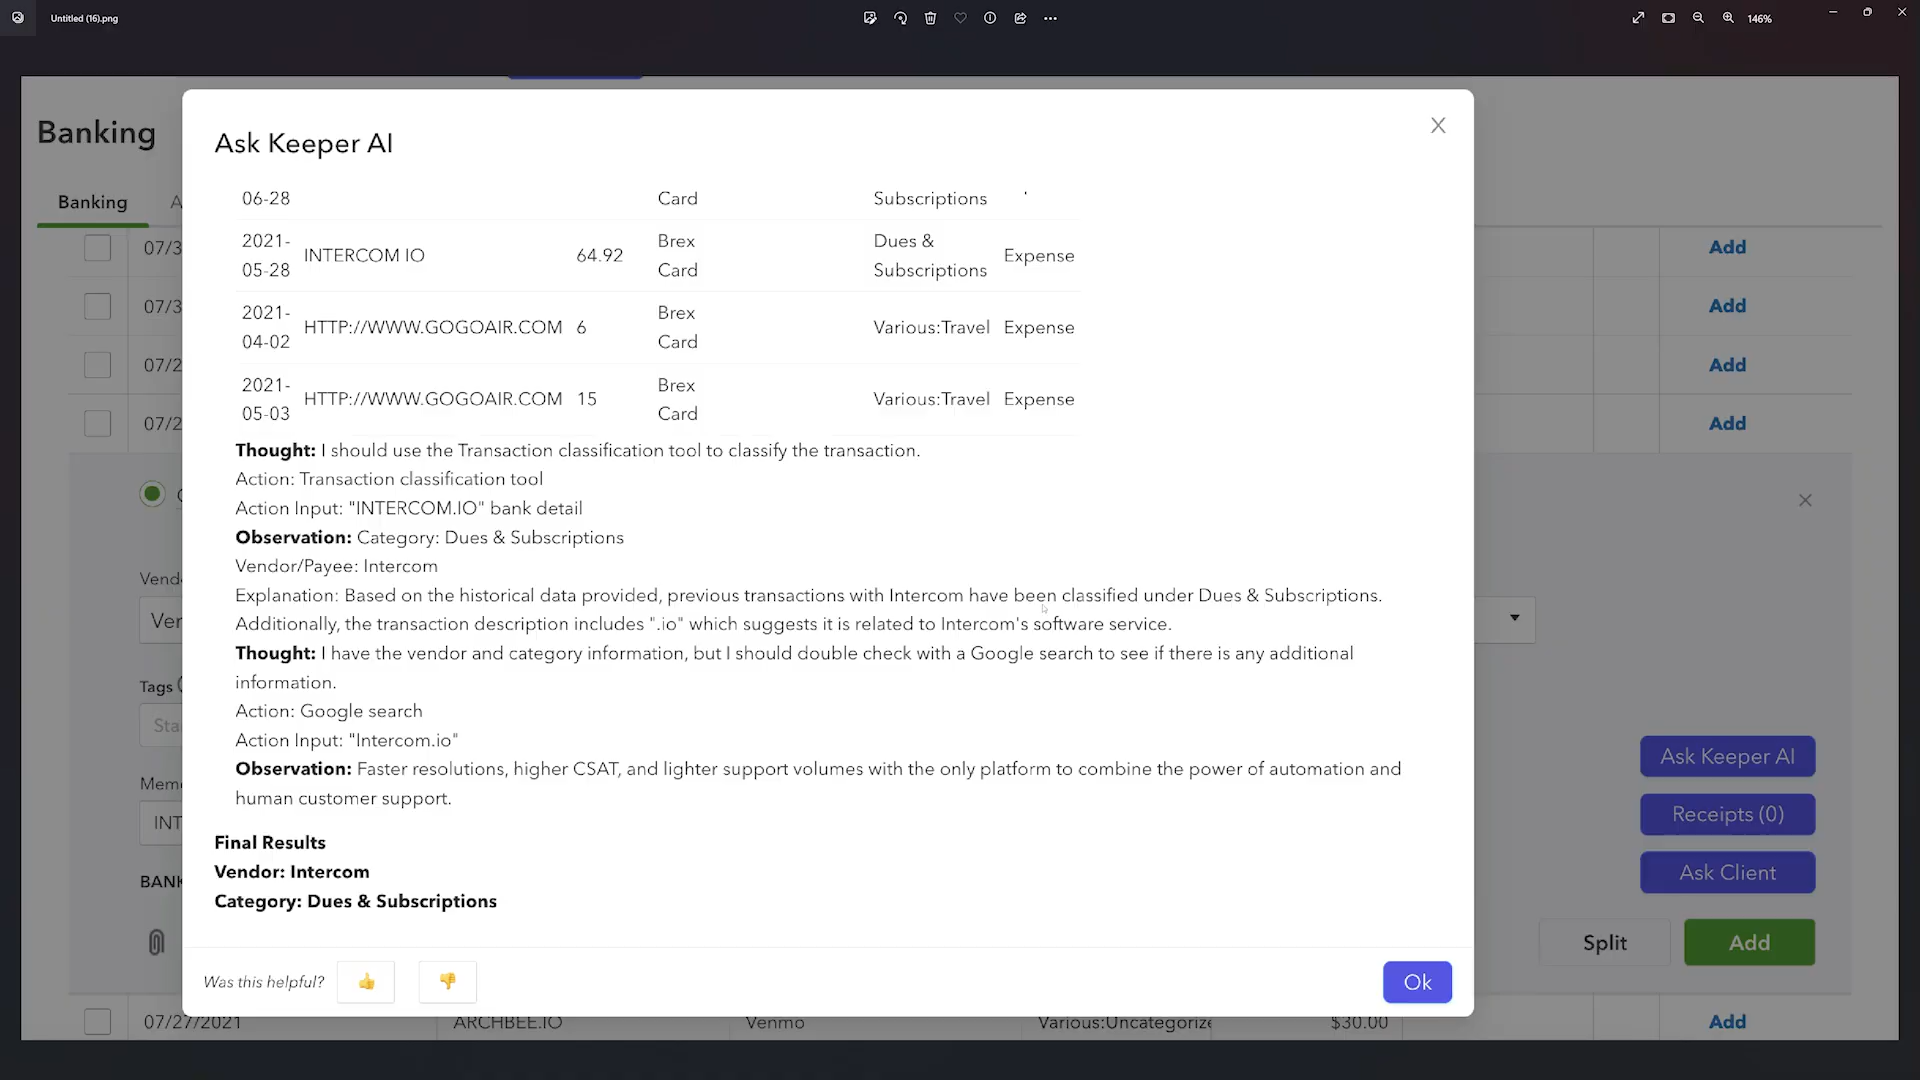 Untitled (16).png
146%
Banking
Ask Keeper AI
Banking
06-28 Card Subscriptions
2021- Brex Dues &
INTERCOM IO 64.92 Expense
05-28 Card Subscriptions
2021- Brex
HTTP://WWW.GOGOAIR.COM 6 Various:Travel Expense
04-02 Card
2021- Brex
HTTP://WWW.GOGOAIR.COM 15 Various:Travel Expense
05-03 Card
Thought: I should use the Transaction classification tool to classify the transaction.
Action: Transaction classification tool
Action Input: "INTERCOM.IO" bank detail
Observation: Category: Dues & Subscriptions
Vendor/Payee: Intercom
Explanation: Based on the historical data provided, previous transactions with Intercom have been classified under Dues & Subscriptions.
Additionally, the transaction description includes ".io" which suggests it is related to Intercom's software service.
Thought: I have the vendor and category information, but I should double check with a Google search to see if there is any additional
information.
Action: Google search
Action Input: "Intercom.io"
Observation: Faster resolutions, higher CSAT, and lighter support volumes with the only platform to combine the power of automation and
human customer support.
Final Results
Vendor: Intercom
Category: Dues & Subscriptions
Was this helpful?
Ok
07/3
07/3
07/2
07/2
Add
Add
Add
Add
Tags
Ask Keeper AI
Receipts (0)
Ask Client
Split
Add
07/27/2021 ARCHBEE.IO Venmo $30.00 Add